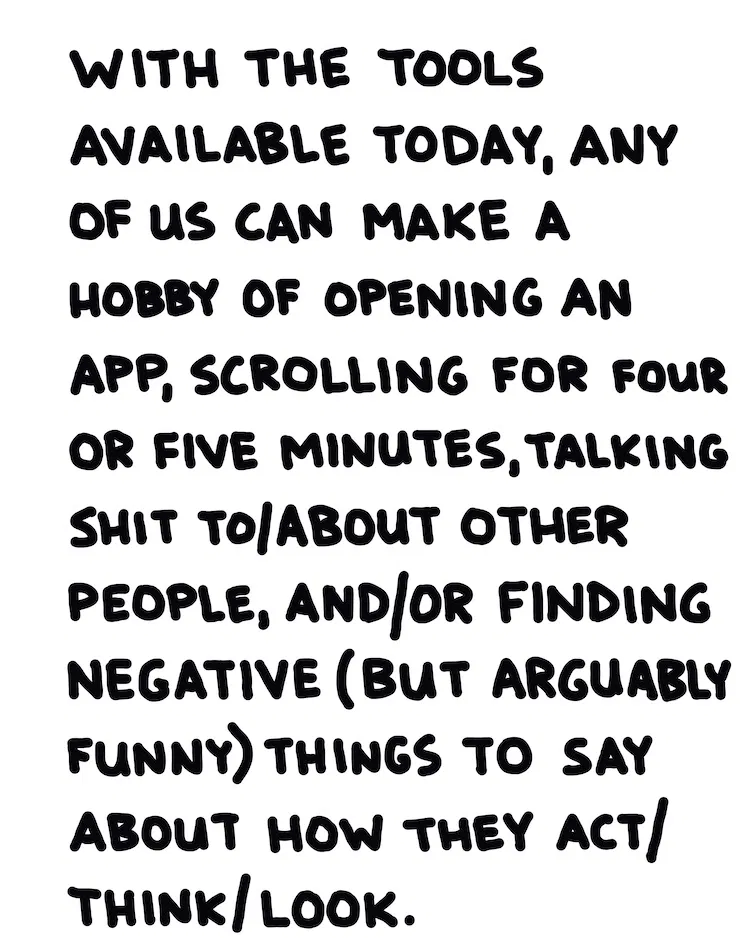 WITH THE TOOLS
AVAILABLE TODAY, ANY
OF US CAN MAKE A
HOBBY OF OPENING AN
APP, SCROLLING FOR FOUR
OR FIVE MINUTES, TALKING
SHIT TO/ABOUT OTHER
PEOPLE, AND/OR FINDING
NEGATIVE (BUT ARGUABLY
FUNNY) THINGS TO SAY
ABOUT HOW THEY ACT/
THINK/LOOK.